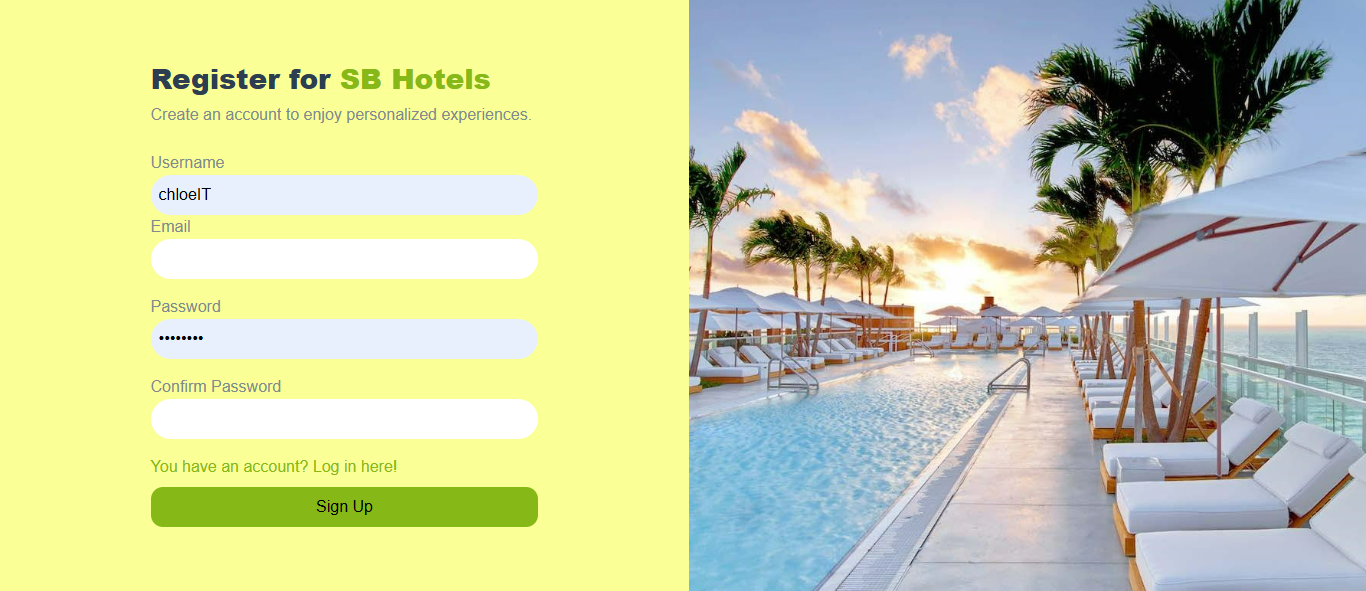 Register for SB Hotels
Create an account to enjoy personalized experiences.
Username
chloeIT
Email
Password
••••••••
Confirm Password
You have an account? Log in here!
Sign Up